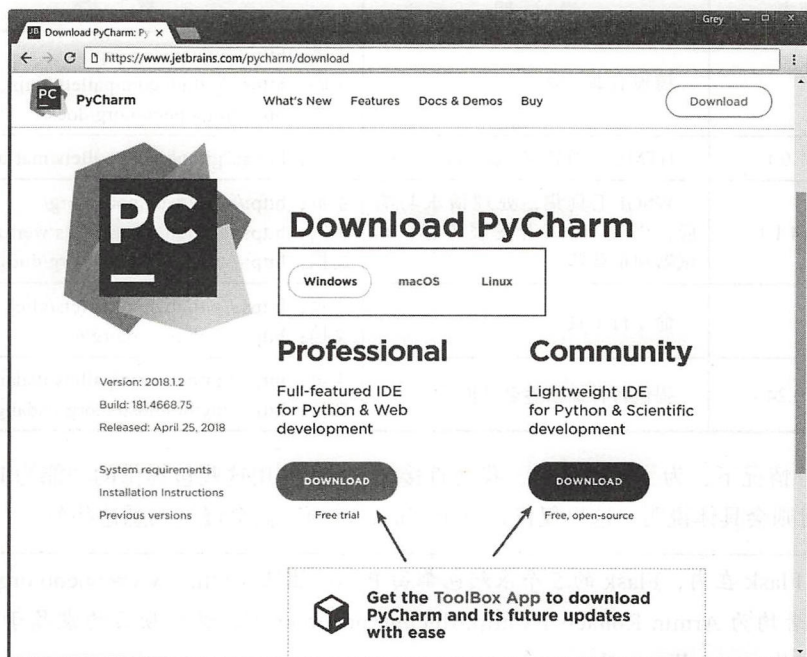 Grey
JB Download PyCharm: Py
https://www.jetbrains.com/pycharm/download
PC PyCharm What's New Features Docs & Demos Buy Download
PC
Download PyCharm
Windows macOS Linux
Professional
Full-featured IDE
for Python & Web
development
DOWNLOAD
Free trial
Community
Lightweight IDE
for Python & Scientific
development
DOWNLOAD
Free, open-source
Version: 2018.1.2
Build: 181.4668.75
Released: April 25, 2018
System requirements
Installation Instructions
Previous versions
Get the ToolBox App to download
PyCharm and its future updates
with ease